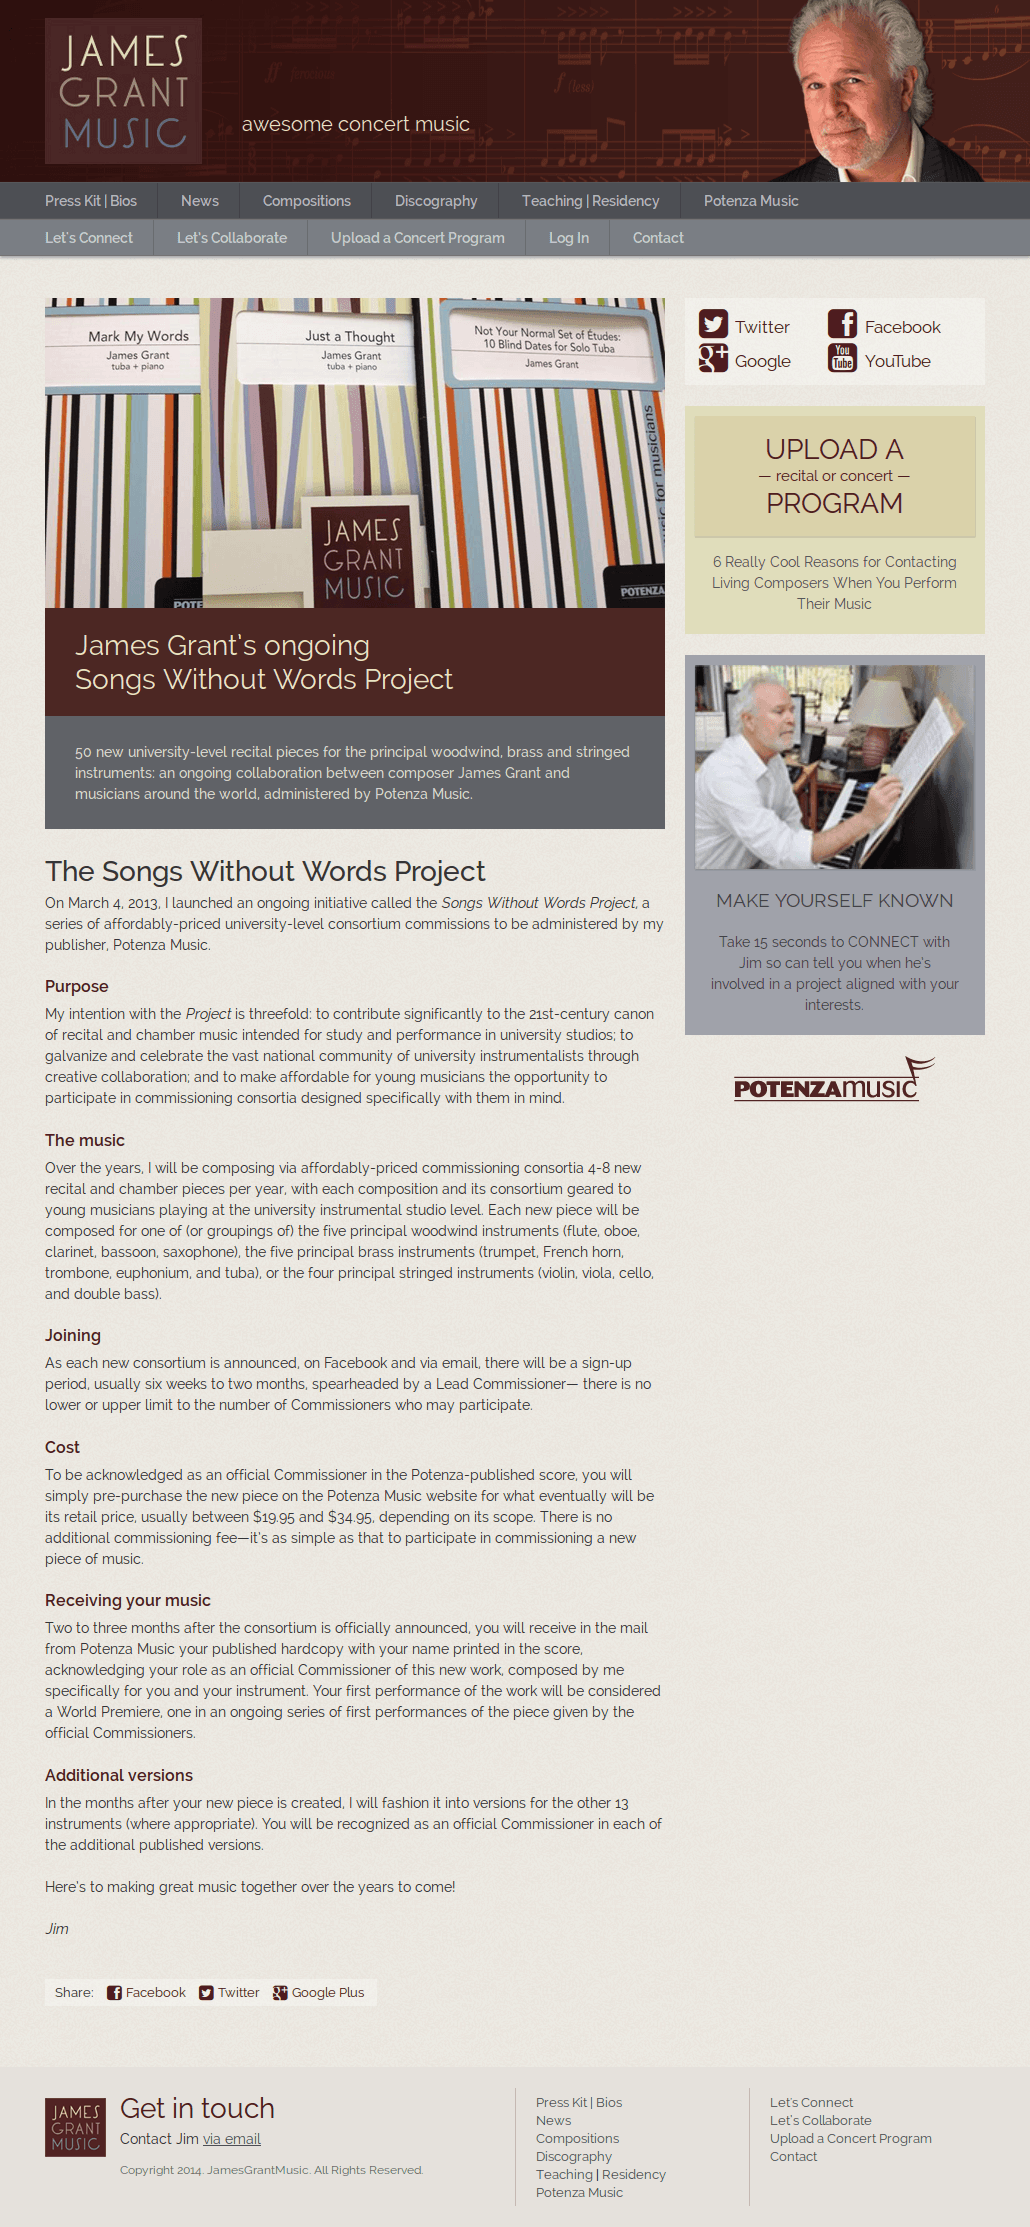 JAMES
GRANT
MUSIC
awesome concert music
ff feroce
f (less)
Press Kit | Bios
News
Compositions
Discography
Teaching | Residency
Potenza Music
Let's Connect
Let's Collaborate
Upload a Concert Program
Log In
Contact
Mark My Words
James Grant
tuba + piano
Just a Thought
James Grant
tuba + piano
Not Your Normal Set of Études:
10 Blind Dates for Solo Tuba
James Grant
music for musicians
JAMES
GRANT
MUSIC
POTENZA
James Grant's ongoing
Songs Without Words Project
50 new university-level recital pieces for the principal woodwind, brass and stringed
instruments: an ongoing collaboration between composer James Grant and
musicians around the world, administered by Potenza Music.
The Songs Without Words Project
On March 4, 2013, I launched an ongoing initiative called the Songs Without Words Project, a
series of affordably-priced university-level consortium commissions to be administered by my
publisher, Potenza Music.
Purpose
My intention with the Project is threefold: to contribute significantly to the 21st-century canon
of recital and chamber music intended for study and performance in university studios; to
galvanize and celebrate the vast national community of university instrumentalists through
creative collaboration; and to make affordable for young musicians the opportunity to
participate in commissioning consortia designed specifically with them in mind.
The music
Over the years, I will be composing via affordably-priced commissioning consortia 4-8 new
recital and chamber pieces per year, with each composition and its consortium geared to
young musicians playing at the university instrumental studio level. Each new piece will be
composed for one of (or groupings of) the five principal woodwind instruments (flute, oboe,
clarinet, bassoon, saxophone), the five principal brass instruments (trumpet, French horn,
trombone, euphonium, and tuba), or the four principal stringed instruments (violin, viola, cello,
and double bass).
Joining
As each new consortium is announced, on Facebook and via email, there will be a sign-up
period, usually six weeks to two months, spearheaded by a Lead Commissioner— there is no
lower or upper limit to the number of Commissioners who may participate.
Cost
To be acknowledged as an official Commissioner in the Potenza-published score, you will
simply pre-purchase the new piece on the Potenza Music website for what eventually will be
its retail price, usually between $19.95 and $34.95, depending on its scope. There is no
additional commissioning fee—it's as simple as that to participate in commissioning a new
piece of music.
Receiving your music
Two to three months after the consortium is officially announced, you will receive in the mail
from Potenza Music your published hardcopy with your name printed in the score,
acknowledging your role as an official Commissioner of this new work, composed by me
specifically for you and your instrument. Your first performance of the work will be considered
a World Premiere, one in an ongoing series of first performances of the piece given by the
official Commissioners.
Additional versions
In the months after your new piece is created, I will fashion it into versions for the other 13
instruments (where appropriate). You will be recognized as an official Commissioner in each of
the additional published versions.
Here's to making great music together over the years to come!
Jim
Share: Facebook Twitter Google Plus
Twitter
Facebook
Google
You Tube YouTube
UPLOAD A
— recital or concert —
PROGRAM
6 Really Cool Reasons for Contacting
Living Composers When You Perform
Their Music
MAKE YOURSELF KNOWN
Take 15 seconds to CONNECT with
Jim so can tell you when he's
involved in a project aligned with your
interests.
POTENZAMUSIC
JAMES
GRANT
MUSIC
Get in touch
Contact Jim via email
Copyright 2014. JamesGrantMusic. All Rights Reserved.
Press Kit | Bios
News
Compositions
Discography
Teaching | Residency
Potenza Music
Let's Connect
Let's Collaborate
Upload a Concert Program
Contact